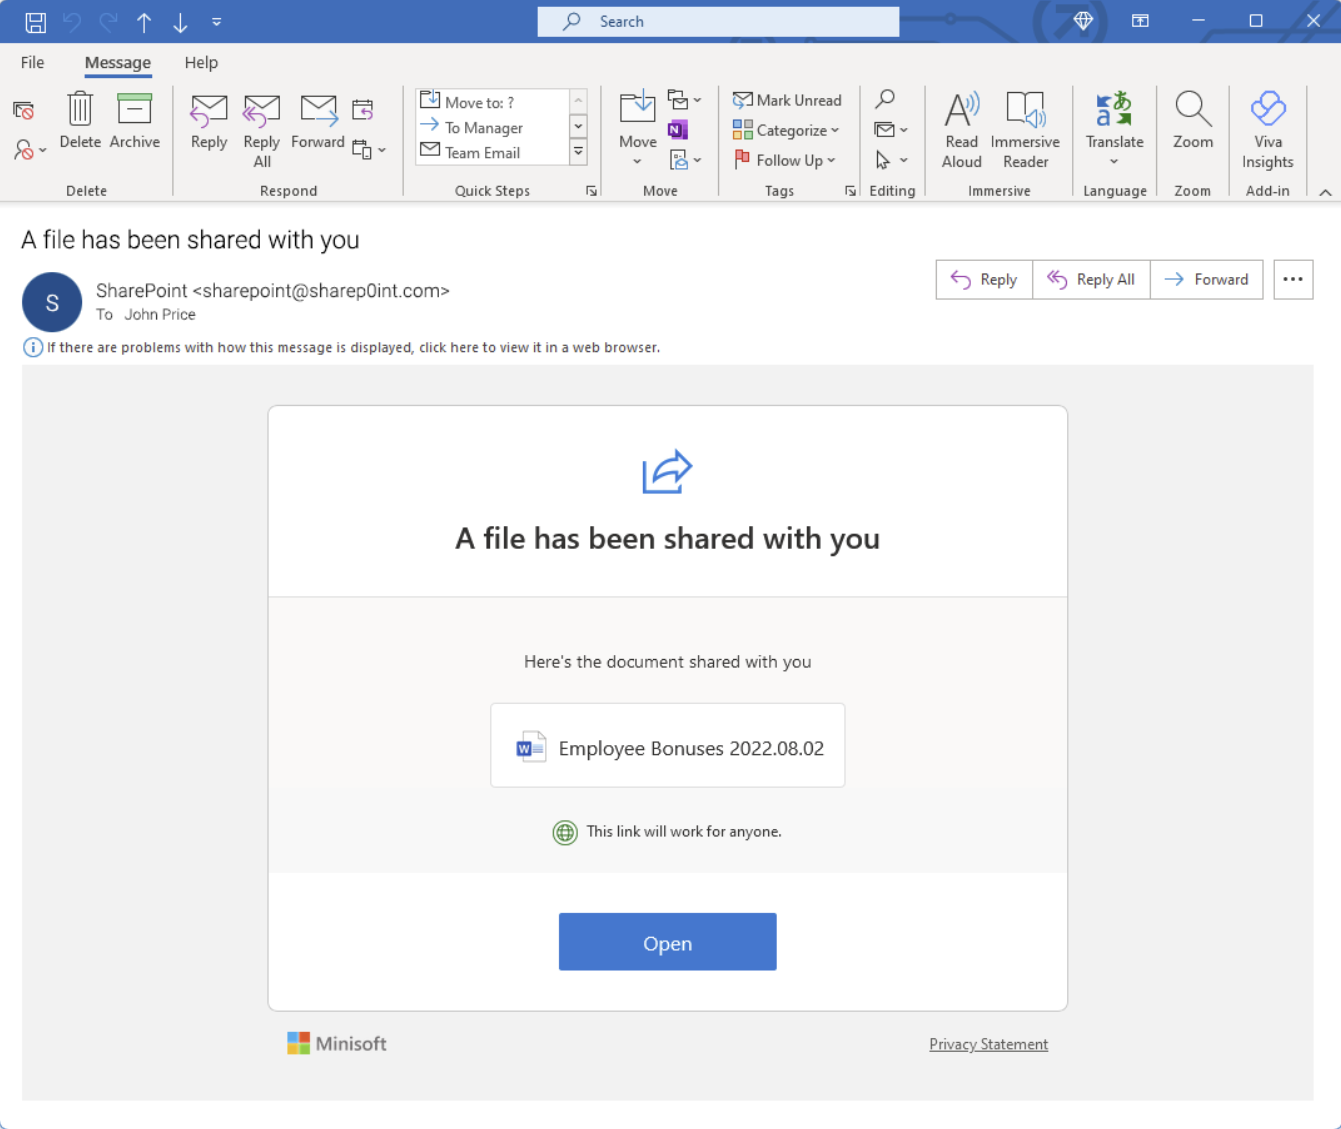 Search
File Message Help
Delete
Archive
Reply
Reply All
Forward
Move to: ?
To Manager
Team Email
Move
Mark Unread
Categorize
Follow Up
Read Aloud
Immersive Reader
Translate
Zoom
Viva Insights
Delete Respond Quick Steps Move Tags Editing Immersive Language Zoom Add-in
A file has been shared with you
S
SharePoint <sharepoint@sharep0int.com>
To John Price
Reply Reply All Forward
If there are problems with how this message is displayed, click here to view it in a web browser.
A file has been shared with you
Here's the document shared with you
W Employee Bonuses 2022.08.02
This link will work for anyone.
Open
Minisoft Privacy Statement